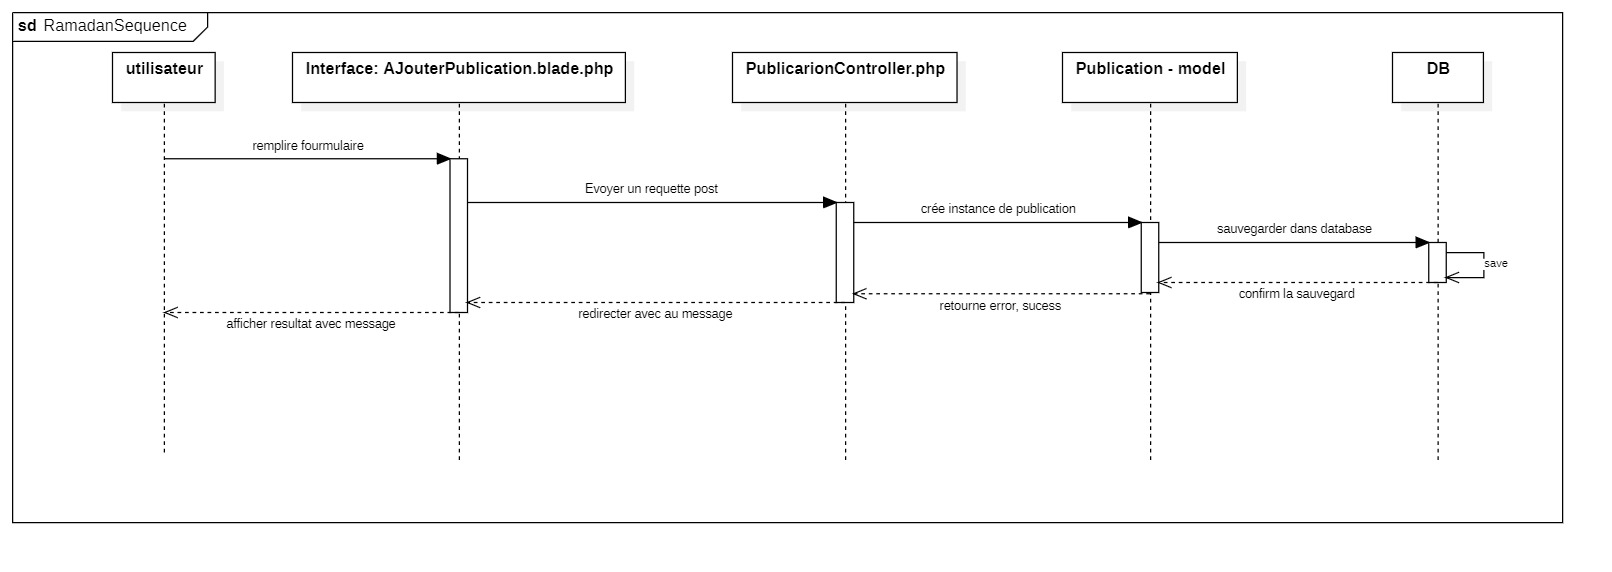 sd RamadanSequence
utilisateur
Interface: AJouterPublication.blade.php
PublicarionController.php
Publication - model
DB
remplire fourmulaire
Evoyer un requette post
crée instance de publication
sauvegarder dans database
save
confirm la sauvegard
retourne error, sucess
redirecter avec au message
afficher resultat avec message